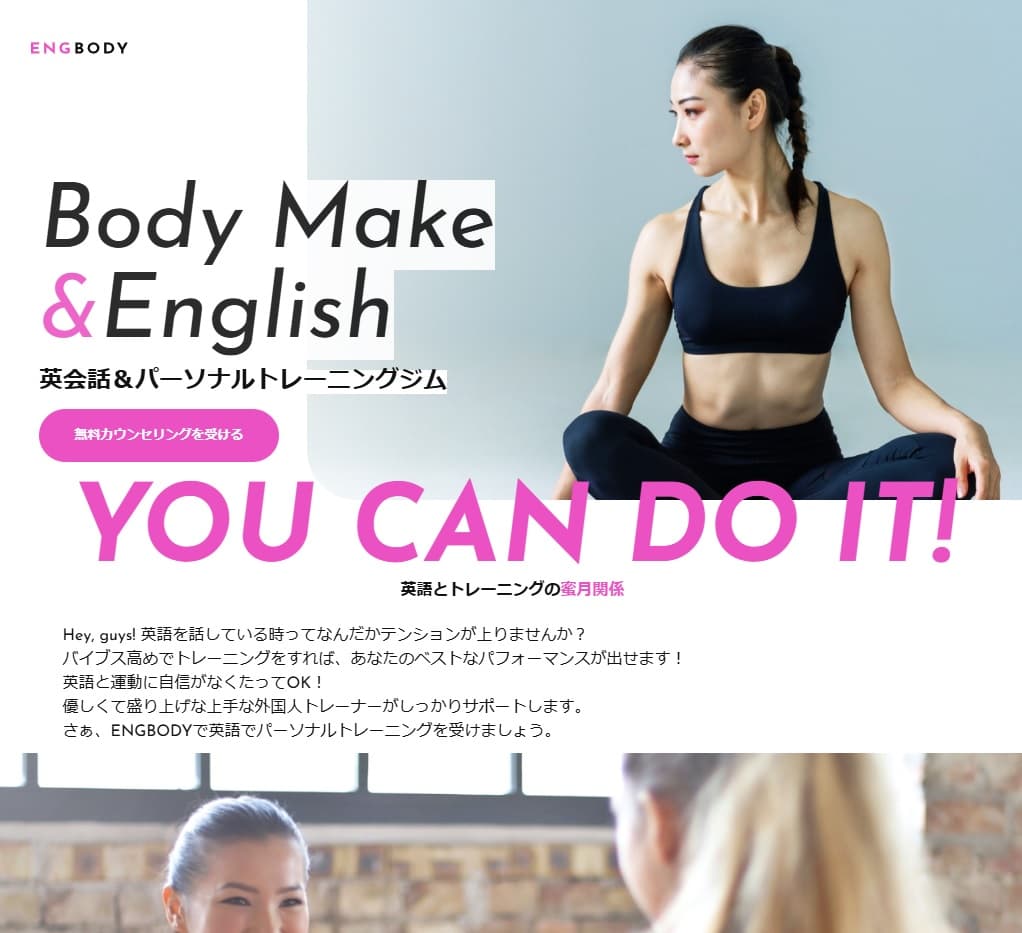 ENGBODY
Body Make
&English
英会話＆パーソナルトレーニングジム
無料カウンセリングを受ける
YOU CAN DO IT!
英語とトレーニングの蜜月関係
Hey, guys! 英語を話している時ってなんだかテンションが上りませんか？
バイブス高めでトレーニングをすれば、あなたのベストなパフォーマンスが出せます！
英語と運動に自信がなくたってOK！
優しくて盛り上げな上手な外国人トレーナーがしっかりサポートします。
さぁ、ENGBODYで英語でパーソナルトレーニングを受けましょう。